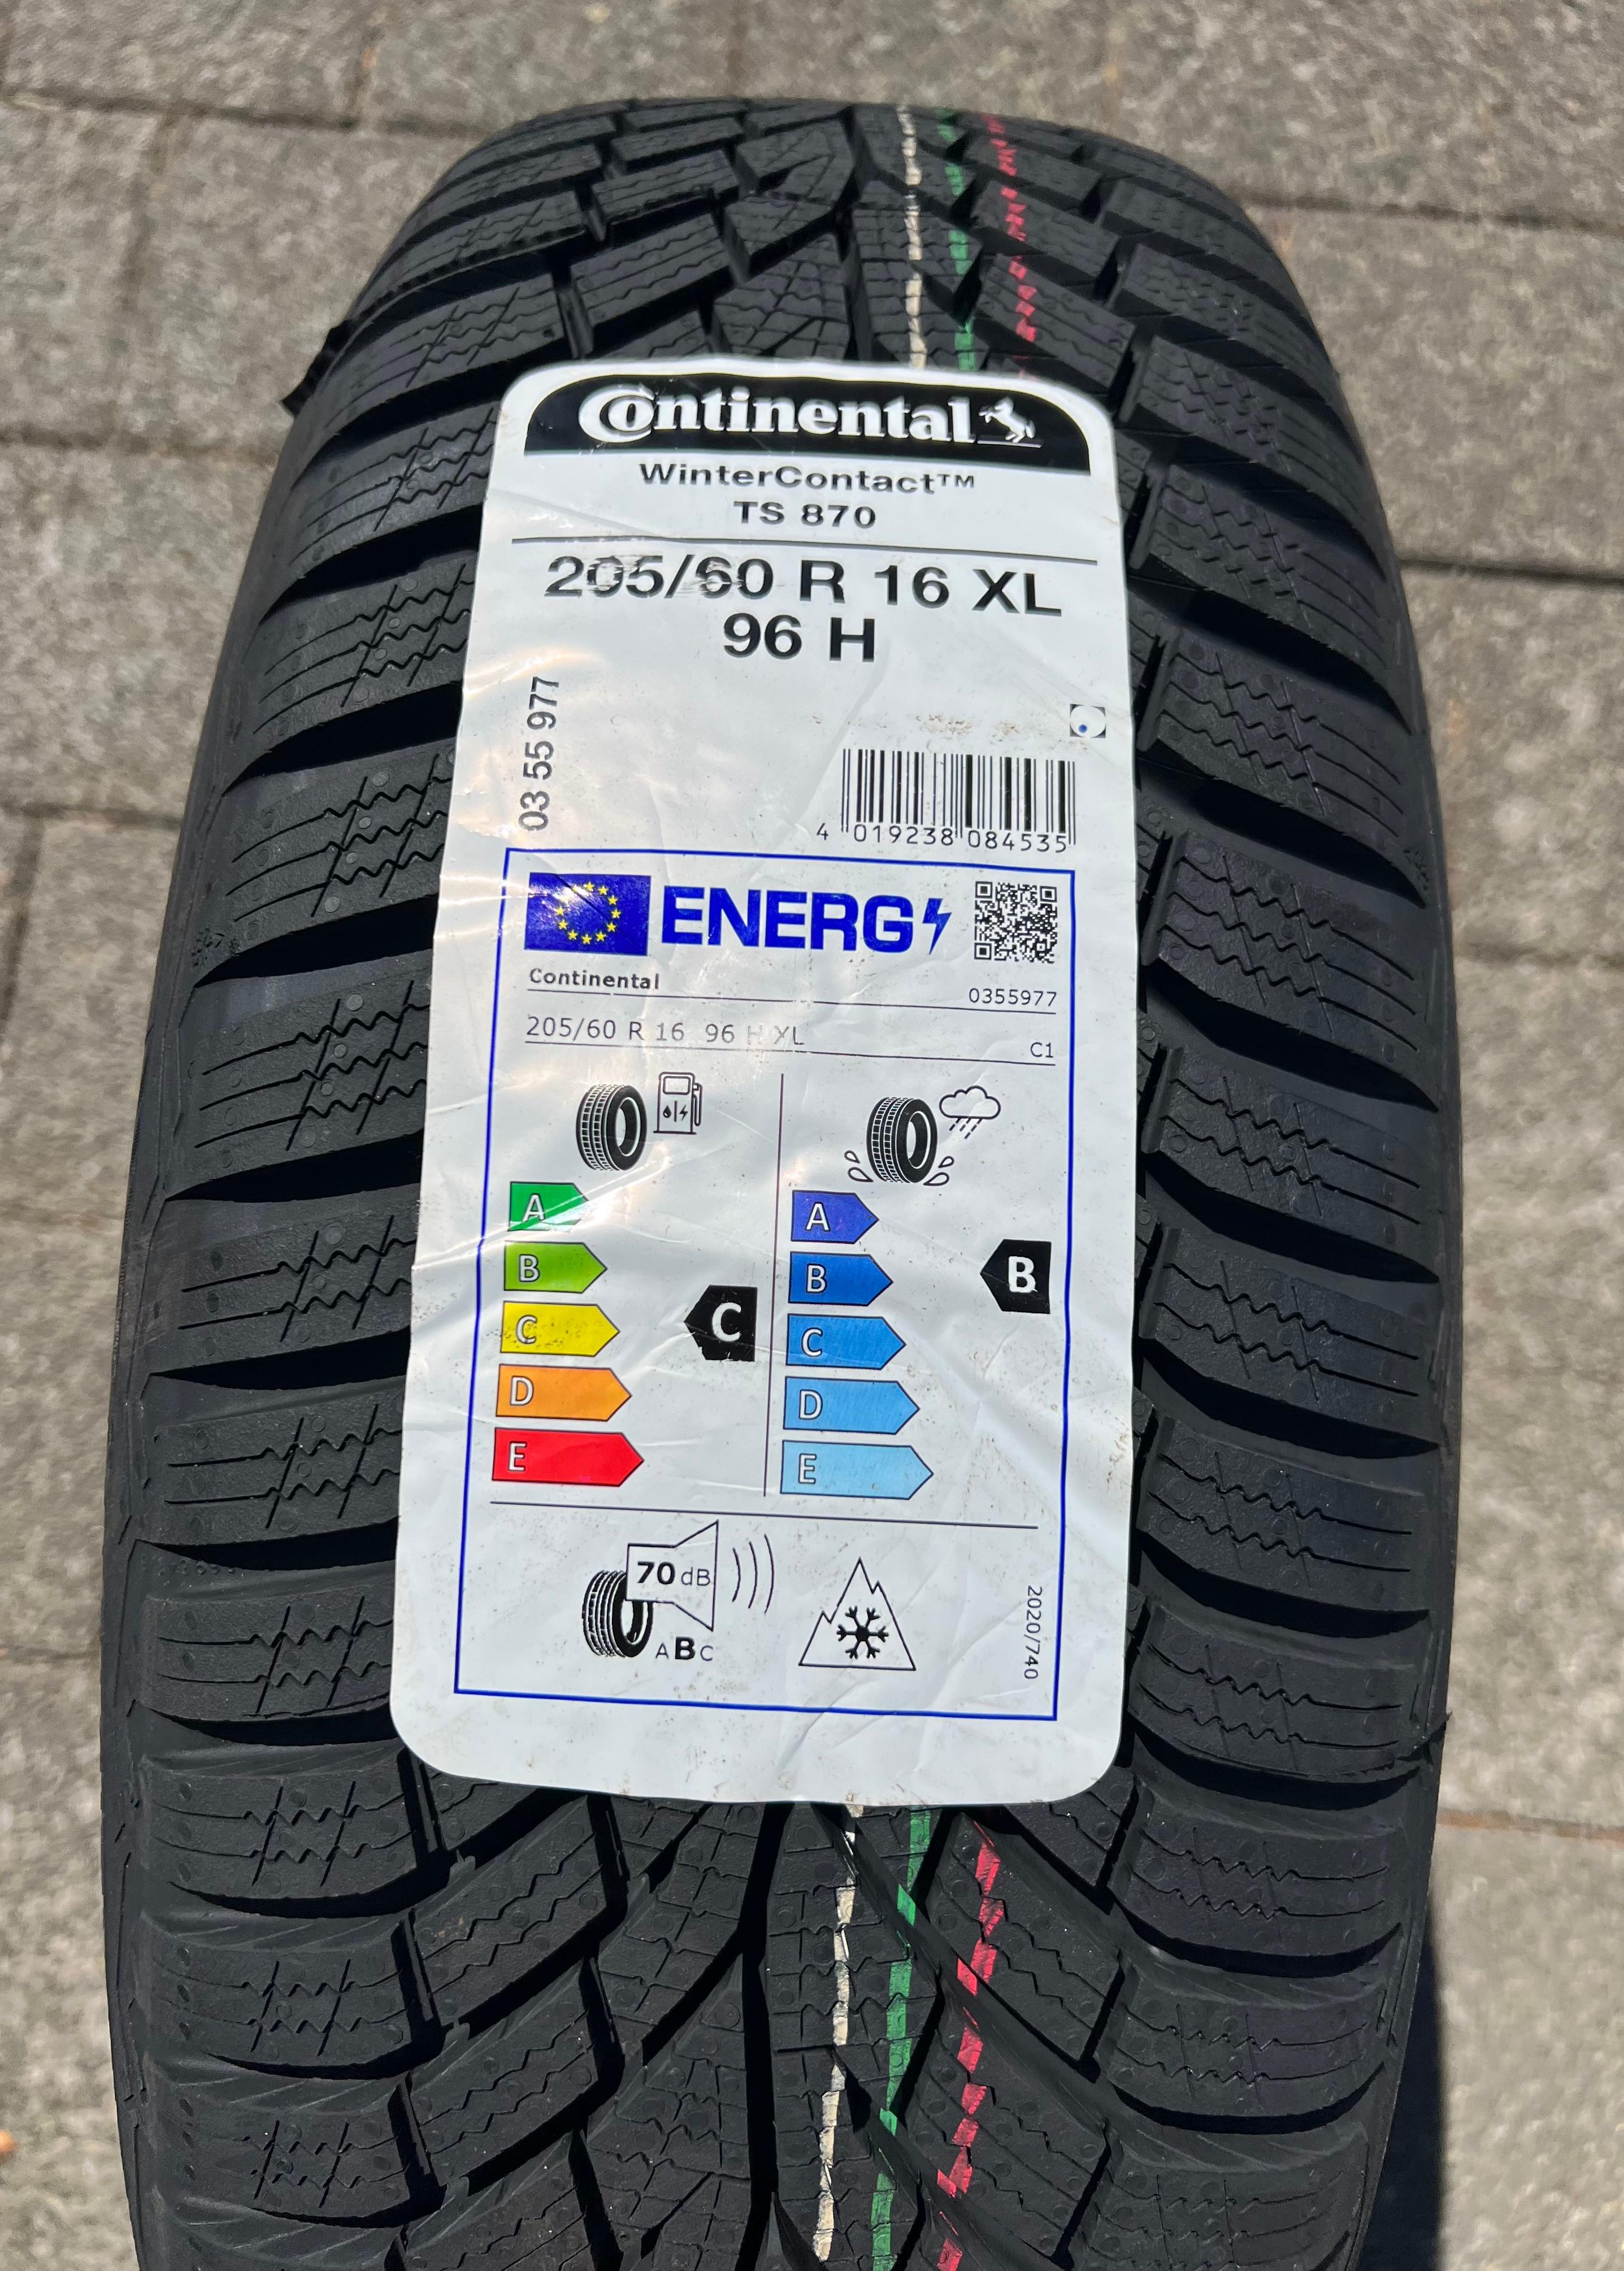 Continental
WinterContact™
TS 870
205/60 R 16 XL
96 H
03 55 977
4 019238 084535
ENERG
Continental
0355977
205/60 R 16 96 H XL
C1
A
B
C
D
E
C
A
B
C
D
E
B
70 dB
ABC
2020/740